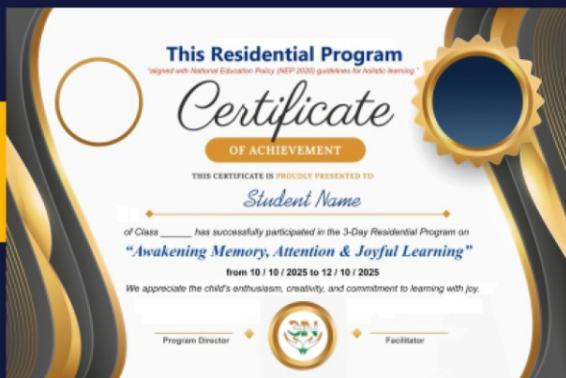 This Residential Program
"aligned with National Education Policy (NEP 2020) guidelines for holistic learning."
Certificate
OF ACHIEVEMENT
THIS CERTIFICATE IS PROUDLY PRESENTED TO
Student Name
of Class ______ has successfully participated in the 3-Day Residential Program on
“Awakening Memory, Attention & Joyful Learning”
from 10 / 10 / 2025 to 12 / 10 / 2025
We appreciate the child's enthusiasm, creativity, and commitment to learning with joy.
Program Director
Facilitator